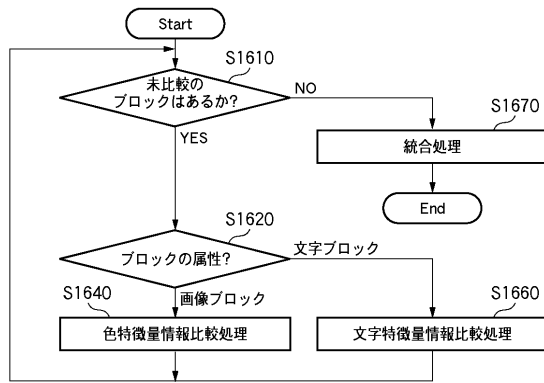 Start
S1610
未比較の
ブロックはあるか?
NO
YES
S1670
統合処理
End
S1620
ブロックの属性?
文字ブロック
画像ブロック
S1640
色特徴量情報比較処理
S1660
文字特徴量情報比較処理